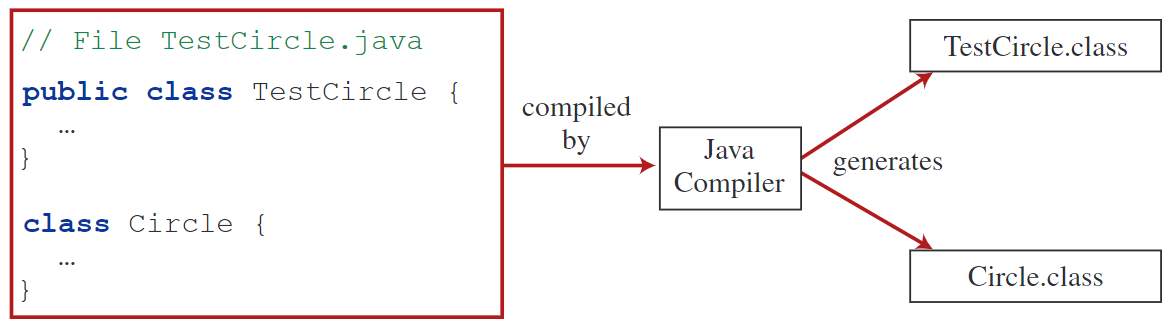 // File TestCircle.java
public class TestCircle {
…
}
class Circle {
…
}
compiled
by
Java
Compiler
generates
TestCircle.class
Circle.class